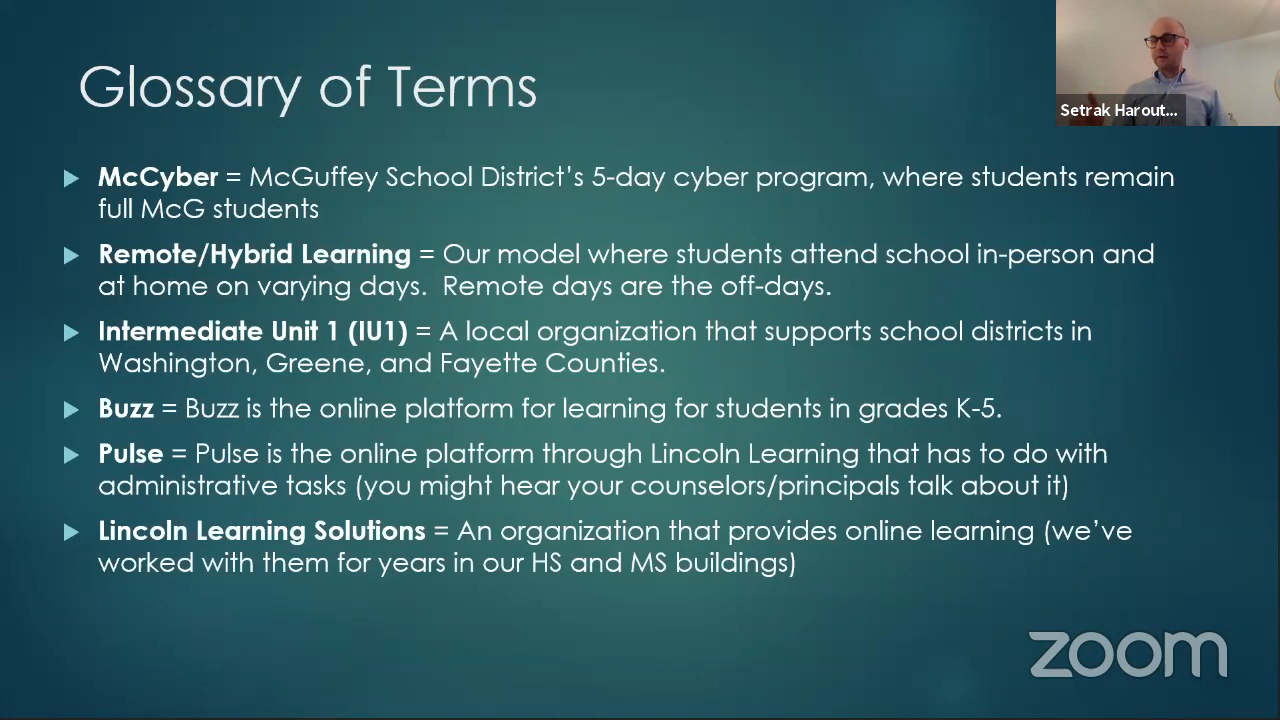 Glossary of Terms
Setrak Harout...
McCyber = McGuffey School District’s 5-day cyber program, where students remain
full McG students
Remote/Hybrid Learning = Our model where students attend school in-person and
at home on varying days.  Remote days are the off-days.
Intermediate Unit 1 (IU1) = A local organization that supports school districts in
Washington, Greene, and Fayette Counties.
Buzz = Buzz is the online platform for learning for students in grades K-5.
Pulse = Pulse is the online platform through Lincoln Learning that has to do with
administrative tasks (you might hear your counselors/principals talk about it)
Lincoln Learning Solutions = An organization that provides online learning (we’ve
worked with them for years in our HS and MS buildings)
zoom